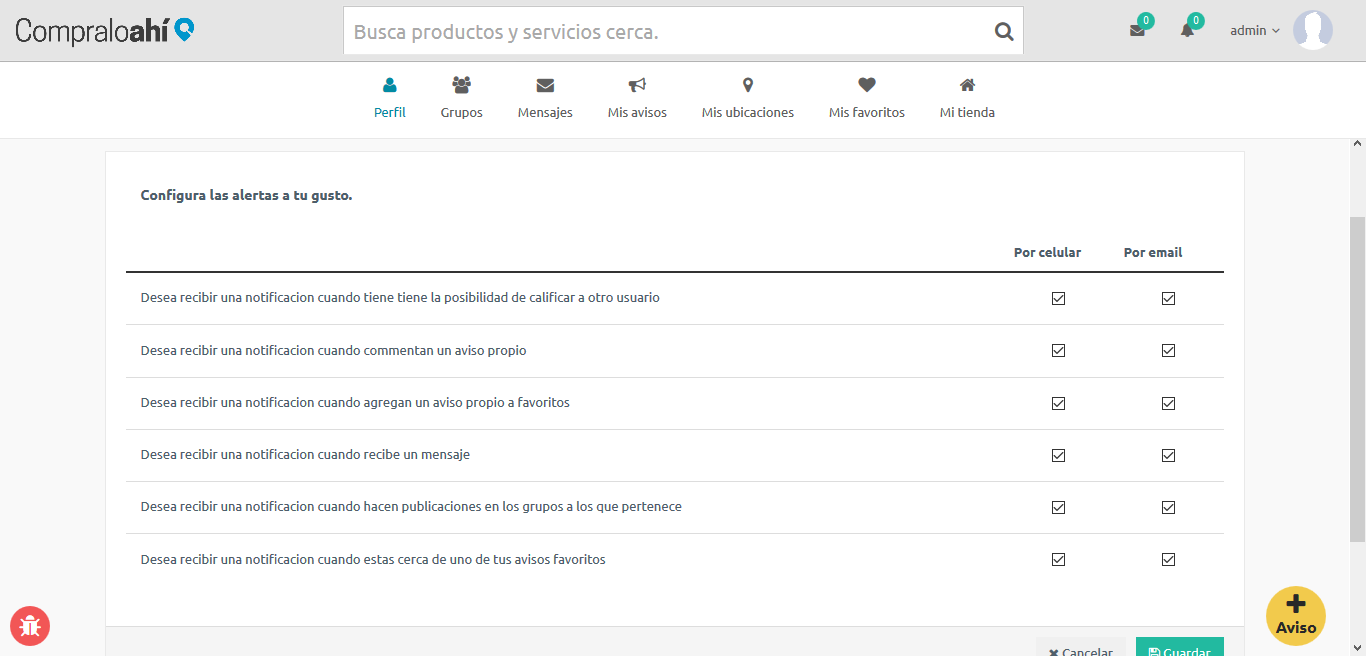 Compraloahí
Busca productos y servicios cerca.
0
0
admin
Perfil
Grupos
Mensajes
Mis avisos
Mis ubicaciones
Mis favoritos
Mi tienda
Configura las alertas a tu gusto.
Por celular
Por email
Desea recibir una notificacion cuando tiene tiene la posibilidad de calificar a otro usuario
Desea recibir una notificacion cuando commentan un aviso propio
Desea recibir una notificacion cuando agregan un aviso propio a favoritos
Desea recibir una notificacion cuando recibe un mensaje
Desea recibir una notificacion cuando hacen publicaciones en los grupos a los que pertenece
Desea recibir una notificacion cuando estas cerca de uno de tus avisos favoritos
Aviso
Cancelar
Guardar